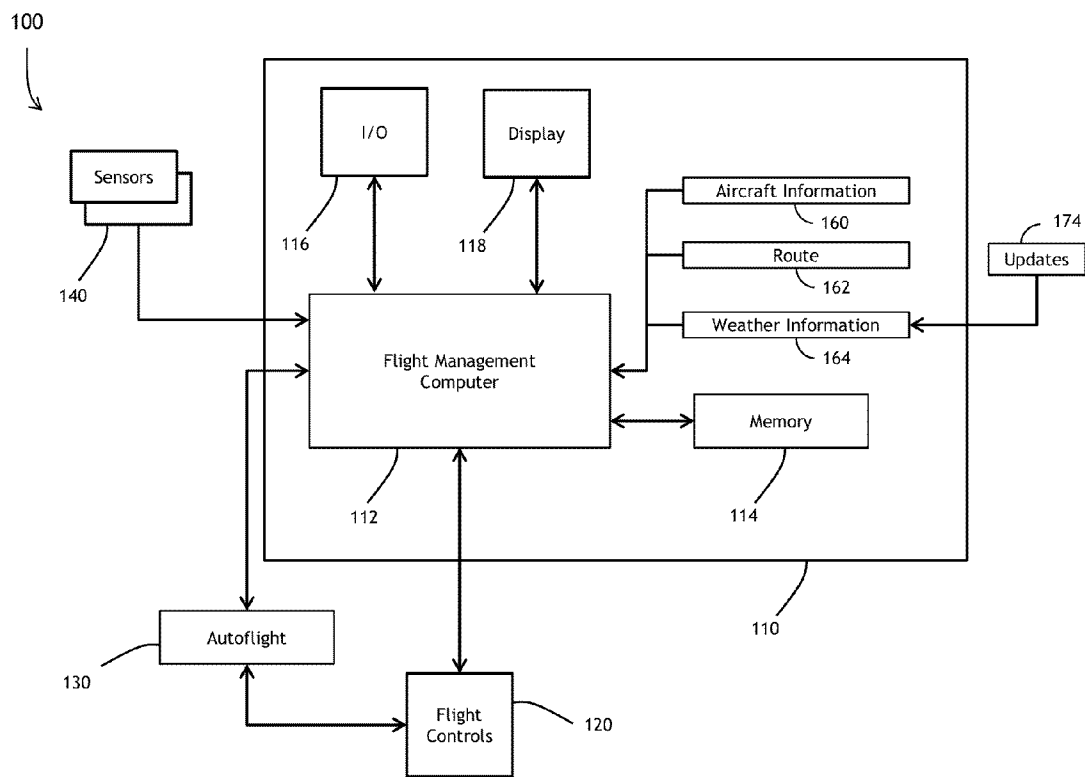 100
I/O
Display
Sensors
Aircraft Information
160
174
116
118
Route
Updates
140
162
Weather Information
164
Flight Management
Computer
Memory
112
114
110
Autoflight
130
Flight
Controls
120